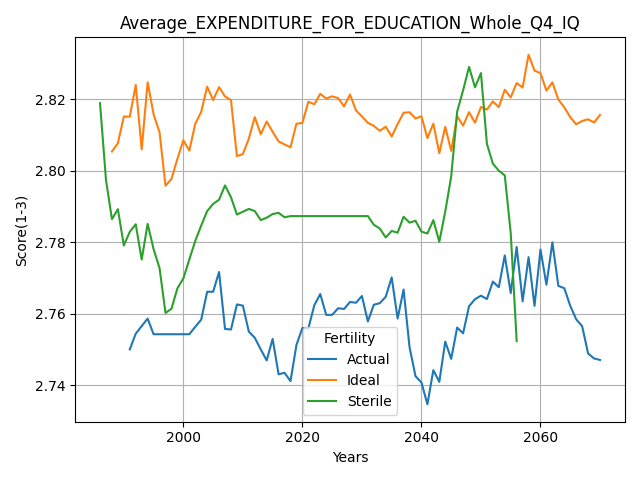 Average_EXPENDITURE_FOR_EDUCATION_Whole_Q4_IQ
Score(1-3)
2.82
2.80
2.78
2.76
2.74
Fertility
Actual
Ideal
Sterile
2000
2020
2040
2060
Years